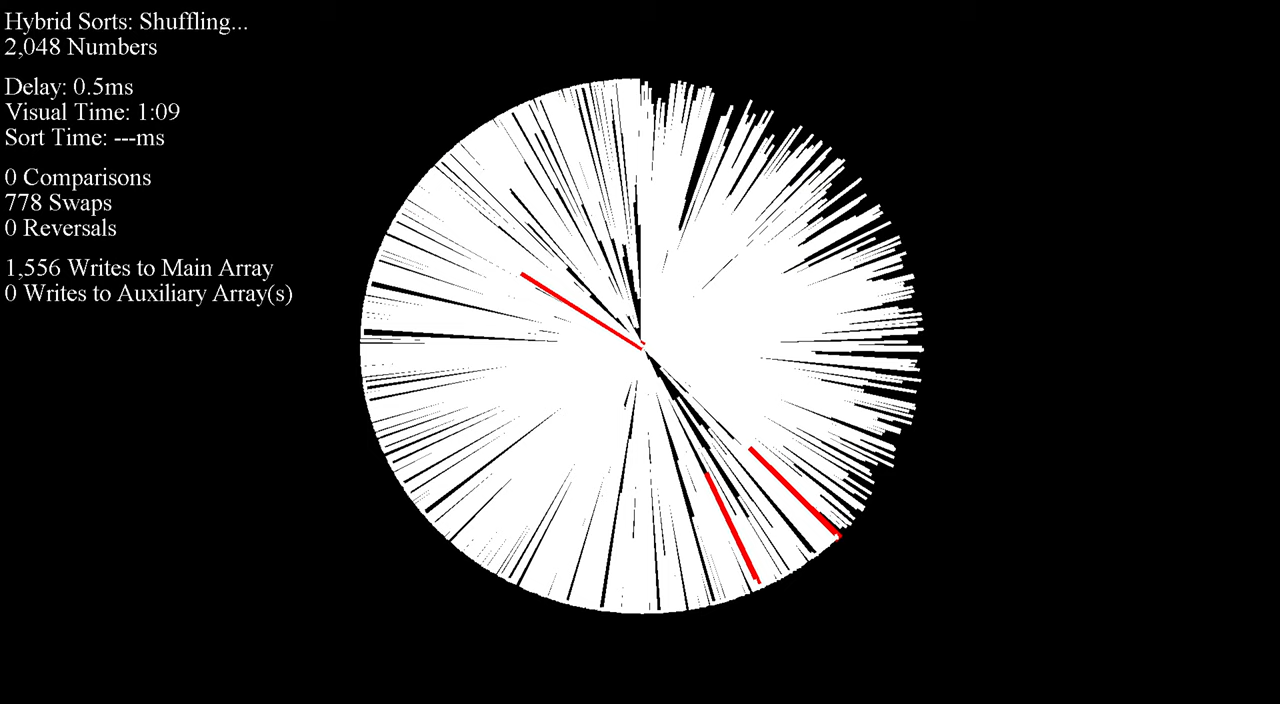 Hybrid Sorts: Shuffling...
2,048 Numbers
Delay: 0.5ms
Visual Time: 1:09
Sort Time: ---ms
0 Comparisons
778 Swaps
0 Reversals
1,556 Writes to Main Array
0 Writes to Auxiliary Array(s)